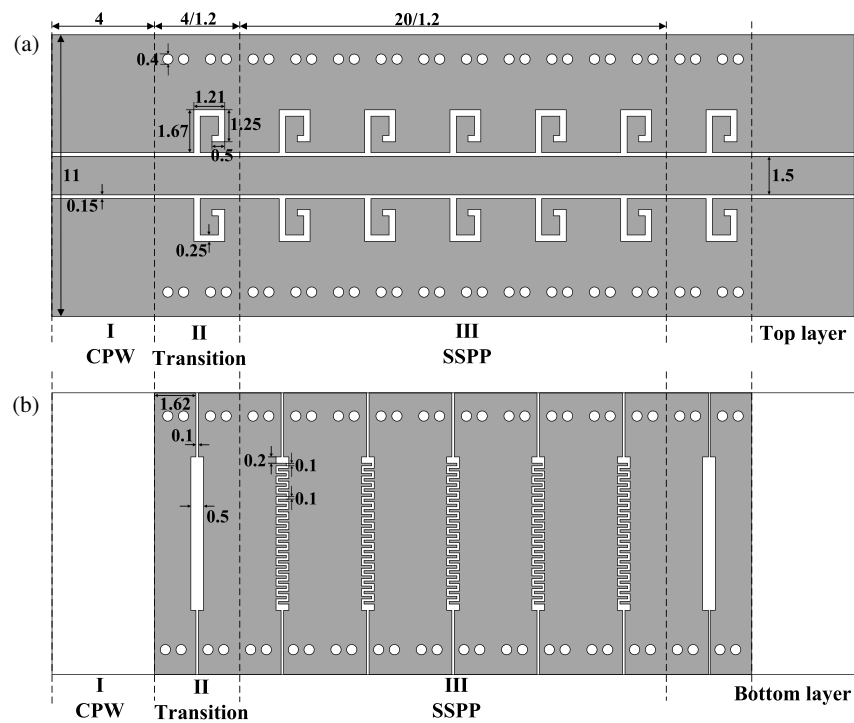 4 4/1.2 20/1.2
(a)
0.4
1.21
1.67 1.25
0.5
11 1.5
0.15
0.25
I II III Top layer
CPW Transition SSPP
(b)
1.62
0.1
0.2 0.1
0.1
0.5
I II III Bottom layer
CPW Transition SSPP